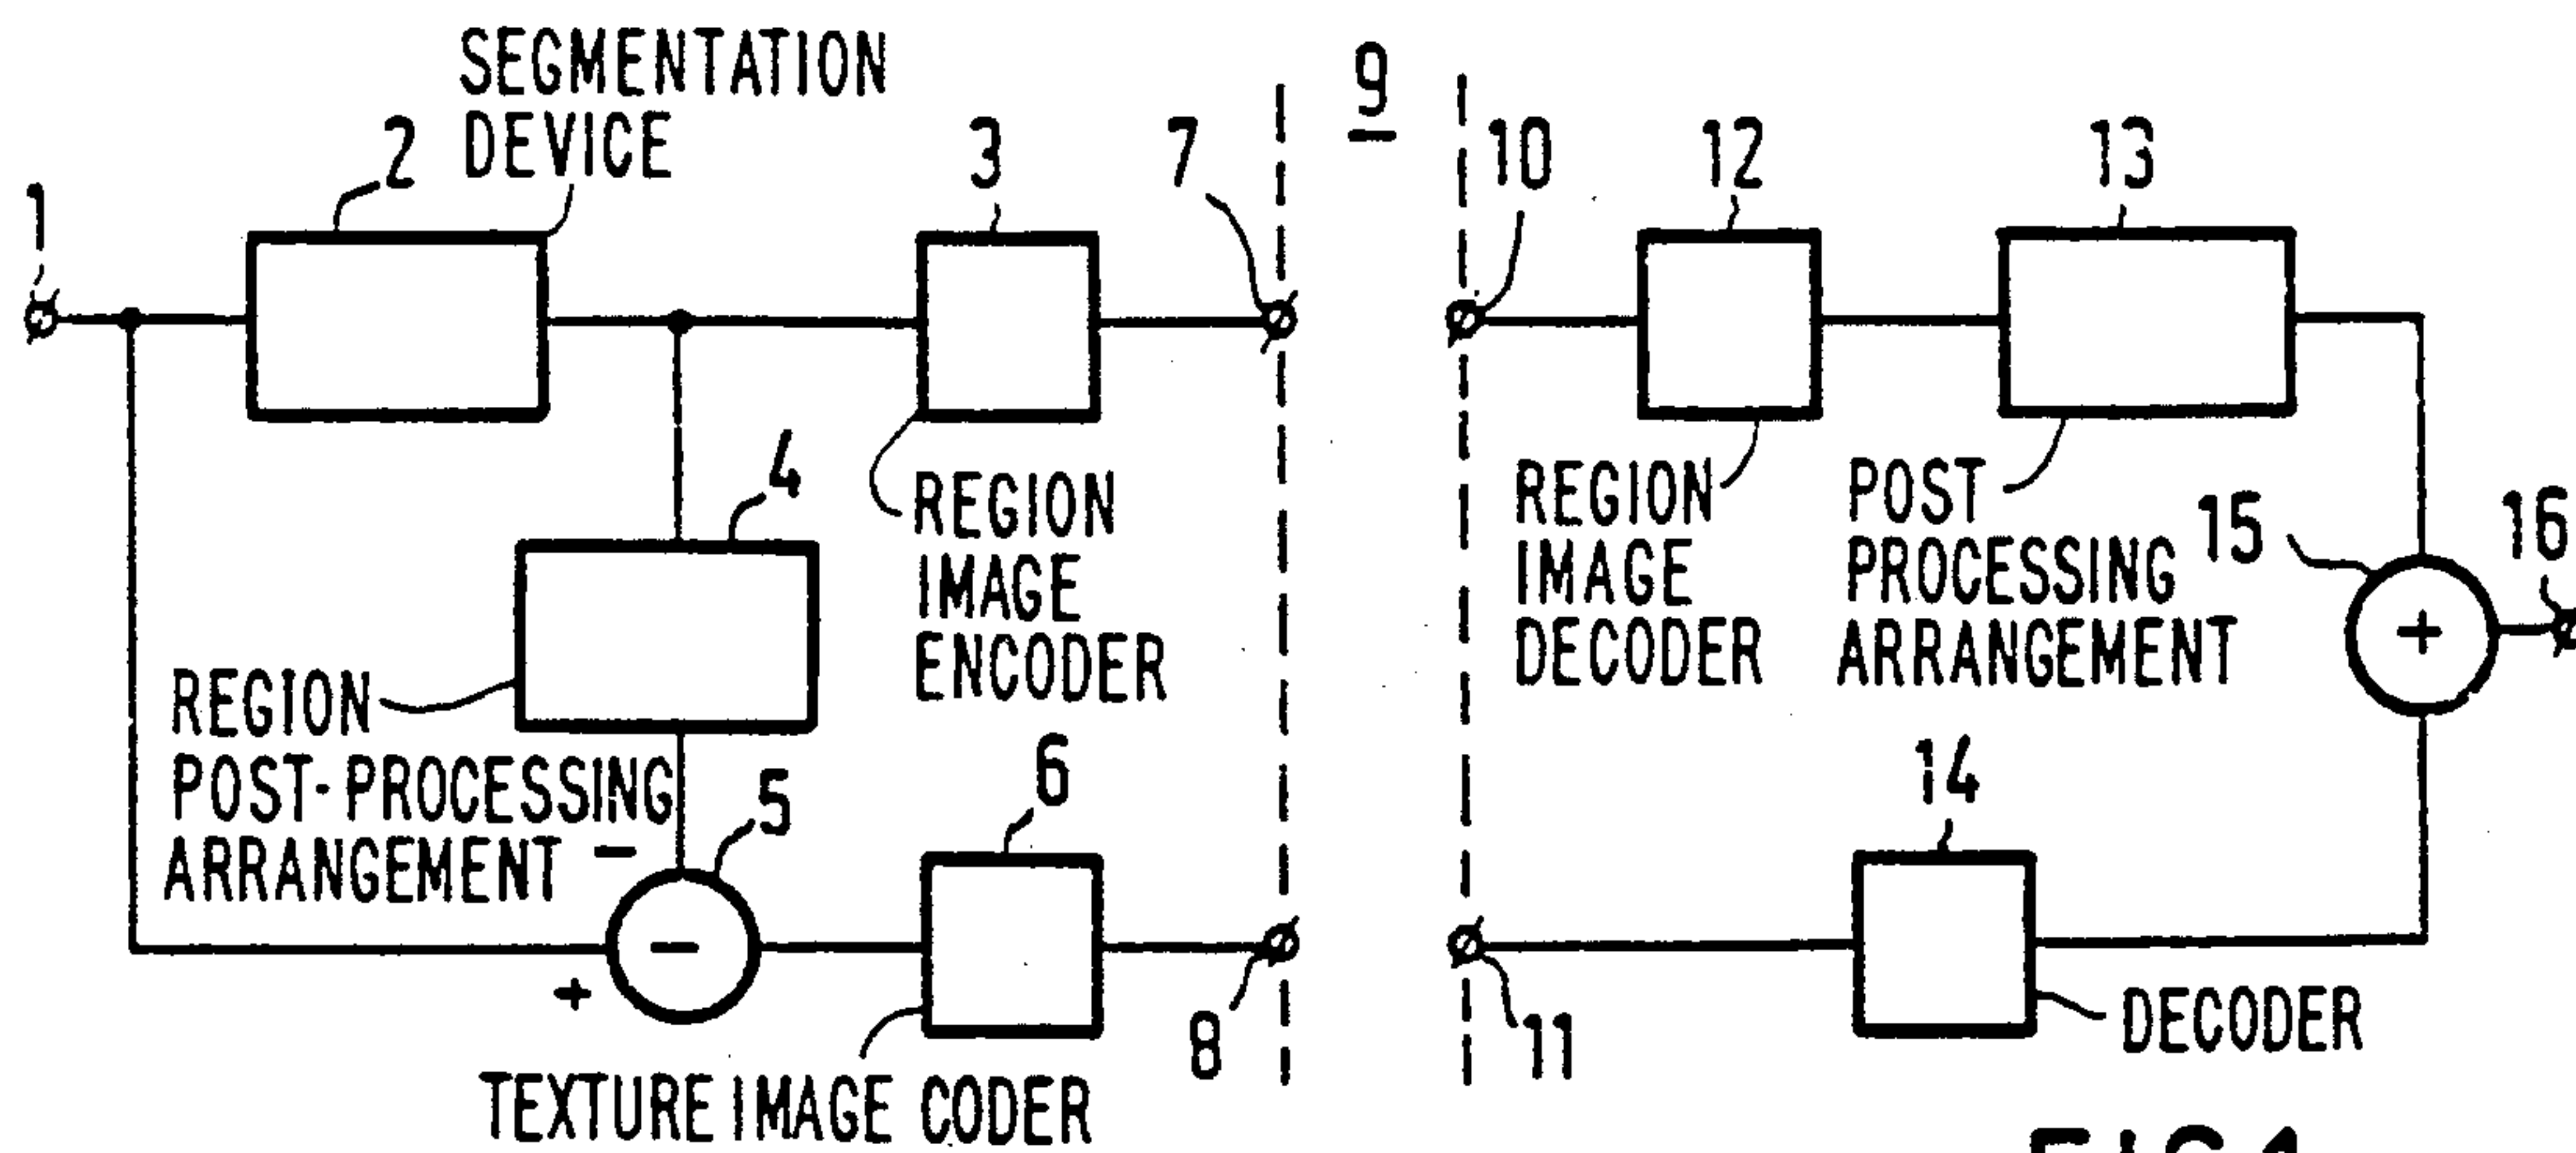 SEGMENTATION
DEVICE
9
1
2
3
7
10
12
13
4
REGION
IMAGE
ENCODER
REGION
IMAGE
DECODER
POST
PROCESSING
ARRANGEMENT
15
16
+
REGION
POST-PROCESSING
ARRANGEMENT
-
5
6
14
-
+
8
11
DECODER
TEXTURE IMAGE CODER